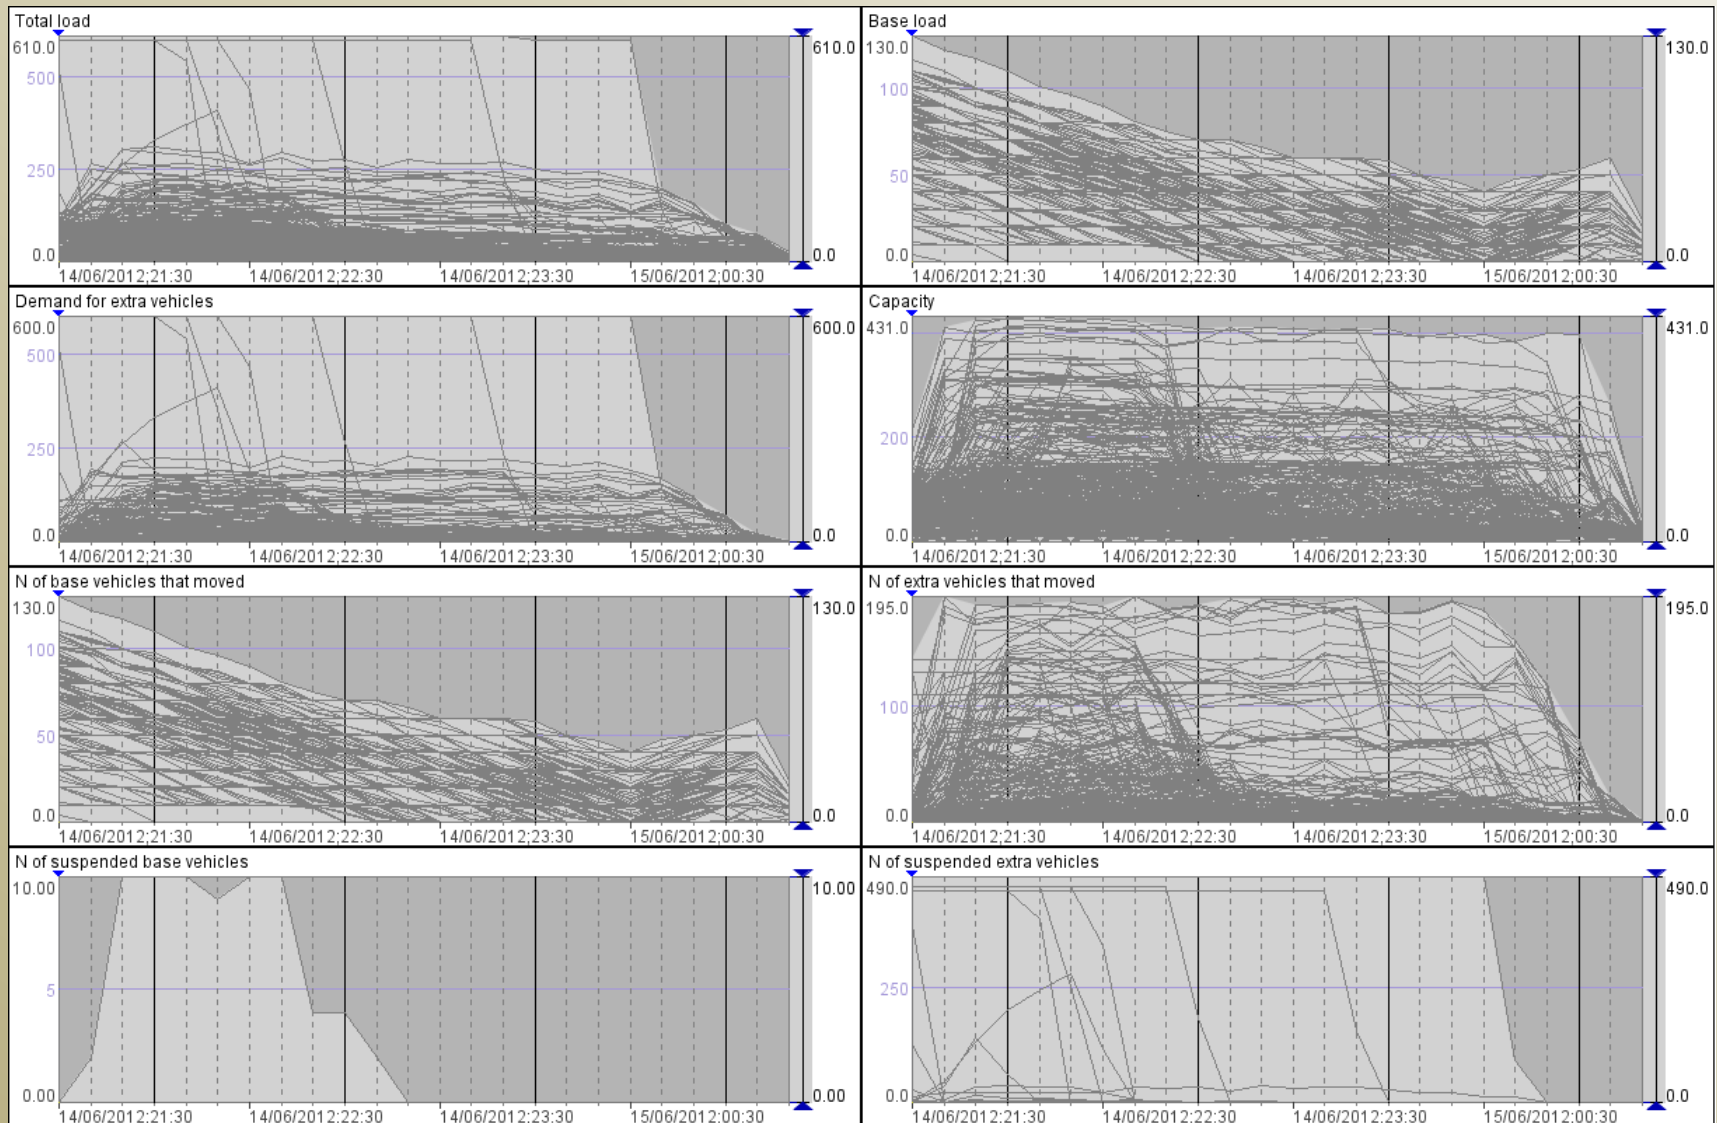 Total load
610.0 610.0
500
250
0.0 0.0
14/06/2012;21:30 14/06/2012;22:30 14/06/2012;23:30 15/06/2012;00:30
Base load
130.0 130.0
100
50
0.0 0.0
14/06/2012;21:30 14/06/2012;22:30 14/06/2012;23:30 15/06/2012;00:30
Demand for extra vehicles
600.0 600.0
500
250
0.0 0.0
14/06/2012;21:30 14/06/2012;22:30 14/06/2012;23:30 15/06/2012;00:30
Capacity
431.0 431.0
200
0.0 0.0
14/06/2012;21:30 14/06/2012;22:30 14/06/2012;23:30 15/06/2012;00:30
N of base vehicles that moved
130.0 130.0
100
50
0.0 0.0
14/06/2012;21:30 14/06/2012;22:30 14/06/2012;23:30 15/06/2012;00:30
N of extra vehicles that moved
195.0 195.0
100
0.0 0.0
14/06/2012;21:30 14/06/2012;22:30 14/06/2012;23:30 15/06/2012;00:30
N of suspended base vehicles
10.00 10.00
5
0.00 0.00
14/06/2012;21:30 14/06/2012;22:30 14/06/2012;23:30 15/06/2012;00:30
N of suspended extra vehicles
490.0 490.0
250
0.0 0.0
14/06/2012;21:30 14/06/2012;22:30 14/06/2012;23:30 15/06/2012;00:30